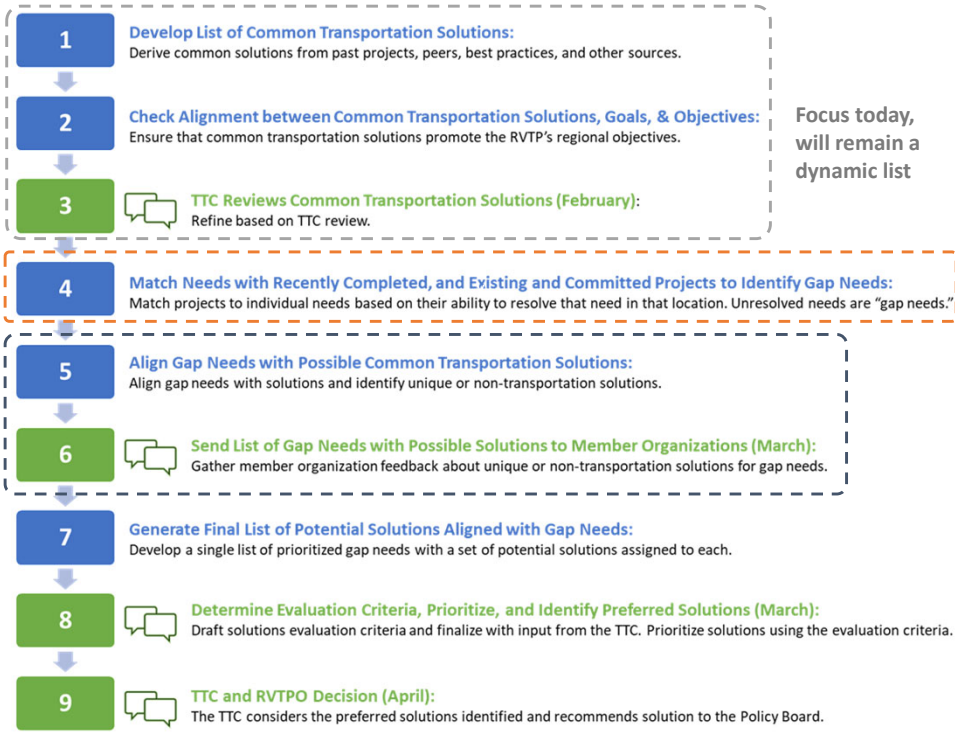 1
Develop List of Common Transportation Solutions:
Derive common solutions from past projects, peers, best practices, and other sources.
2
Check Alignment between Common Transportation Solutions, Goals, & Objectives:
Ensure that common transportation solutions promote the RVTP's regional objectives.
Focus today,
will remain a
dynamic list
3
TTC Reviews Common Transportation Solutions (February):
Refine based on TTC review.
4
Match Needs with Recently Completed, and Existing and Committed Projects to Identify Gap Needs:
Match projects to individual needs based on their ability to resolve that need in that location. Unresolved needs are “gap needs.”
5
Align Gap Needs with Possible Common Transportation Solutions:
Align gap needs with solutions and identify unique or non-transportation solutions.
6
Send List of Gap Needs with Possible Solutions to Member Organizations (March):
Gather member organization feedback about unique or non-transportation solutions for gap needs.
7
Generate Final List of Potential Solutions Aligned with Gap Needs:
Develop a single list of prioritized gap needs with a set of potential solutions assigned to each.
8
Determine Evaluation Criteria, Prioritize, and Identify Preferred Solutions (March):
Draft solutions evaluation criteria and finalize with input from the TTC. Prioritize solutions using the evaluation criteria.
9
TTC and RVTPO Decision (April):
The TTC considers the preferred solutions identified and recommends solution to the Policy Board.